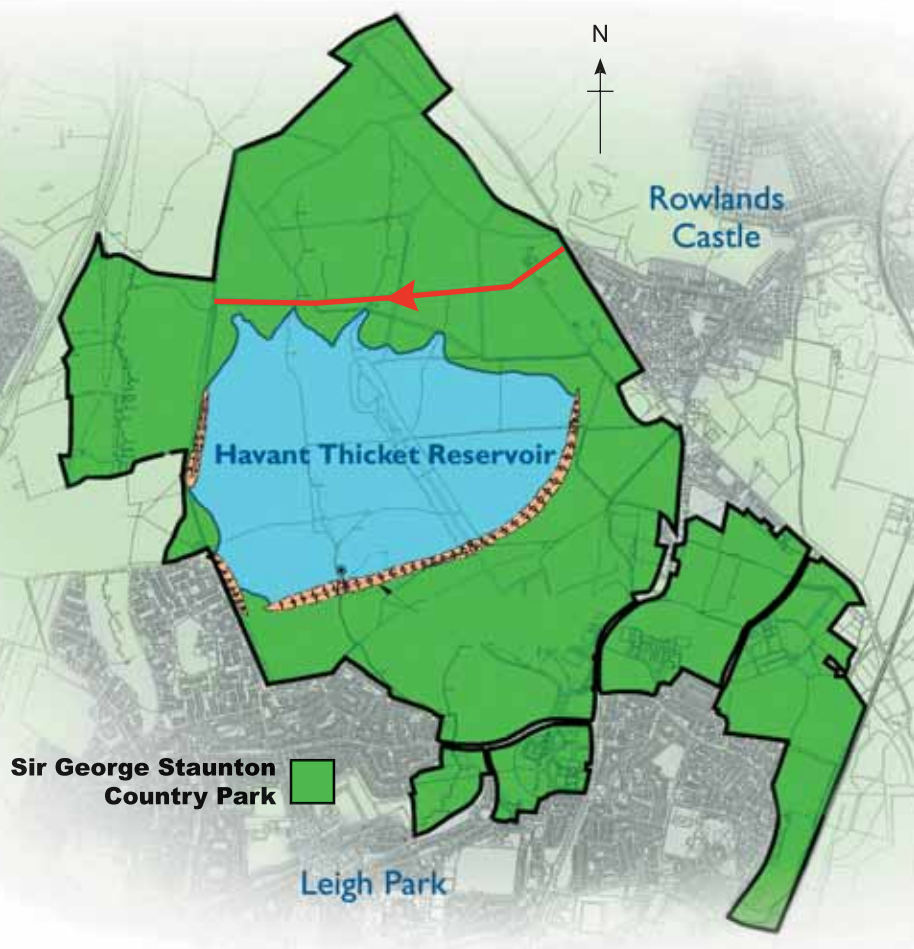 N
Rowlands
Castle
Havant Thicket Reservoir
Sir George Staunton
Country Park
Leigh Park